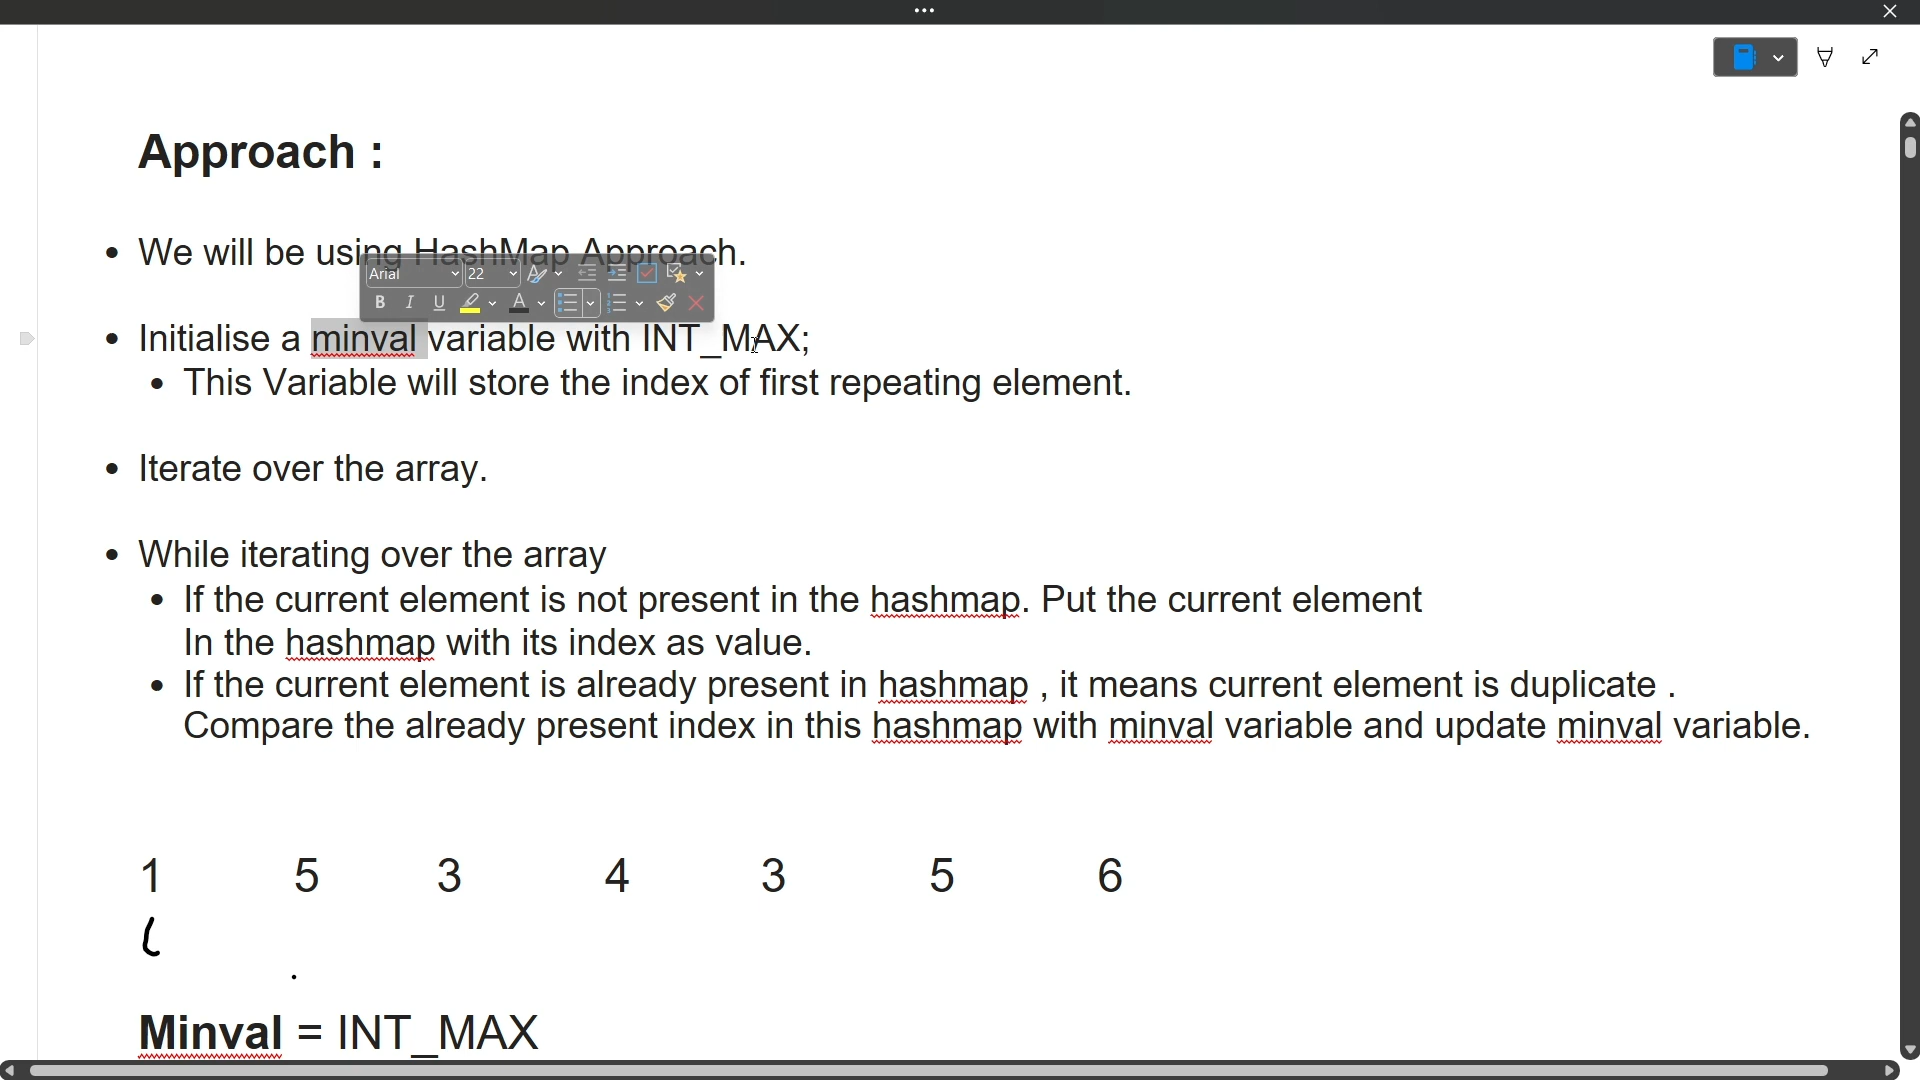 Approach :
We will be using HashMap Approach.
Arial 22
B I U A
Initialise a minval variable with INT_MAX;
This Variable will store the index of first repeating element.
Iterate over the array.
While iterating over the array
If the current element is not present in the hashmap. Put the current element
In the hashmap with its index as value.
If the current element is already present in hashmap , it means current element is duplicate .
Compare the already present index in this hashmap with minval variable and update minval variable.
1 5 3 4 3 5 6
Minval = INT_MAX